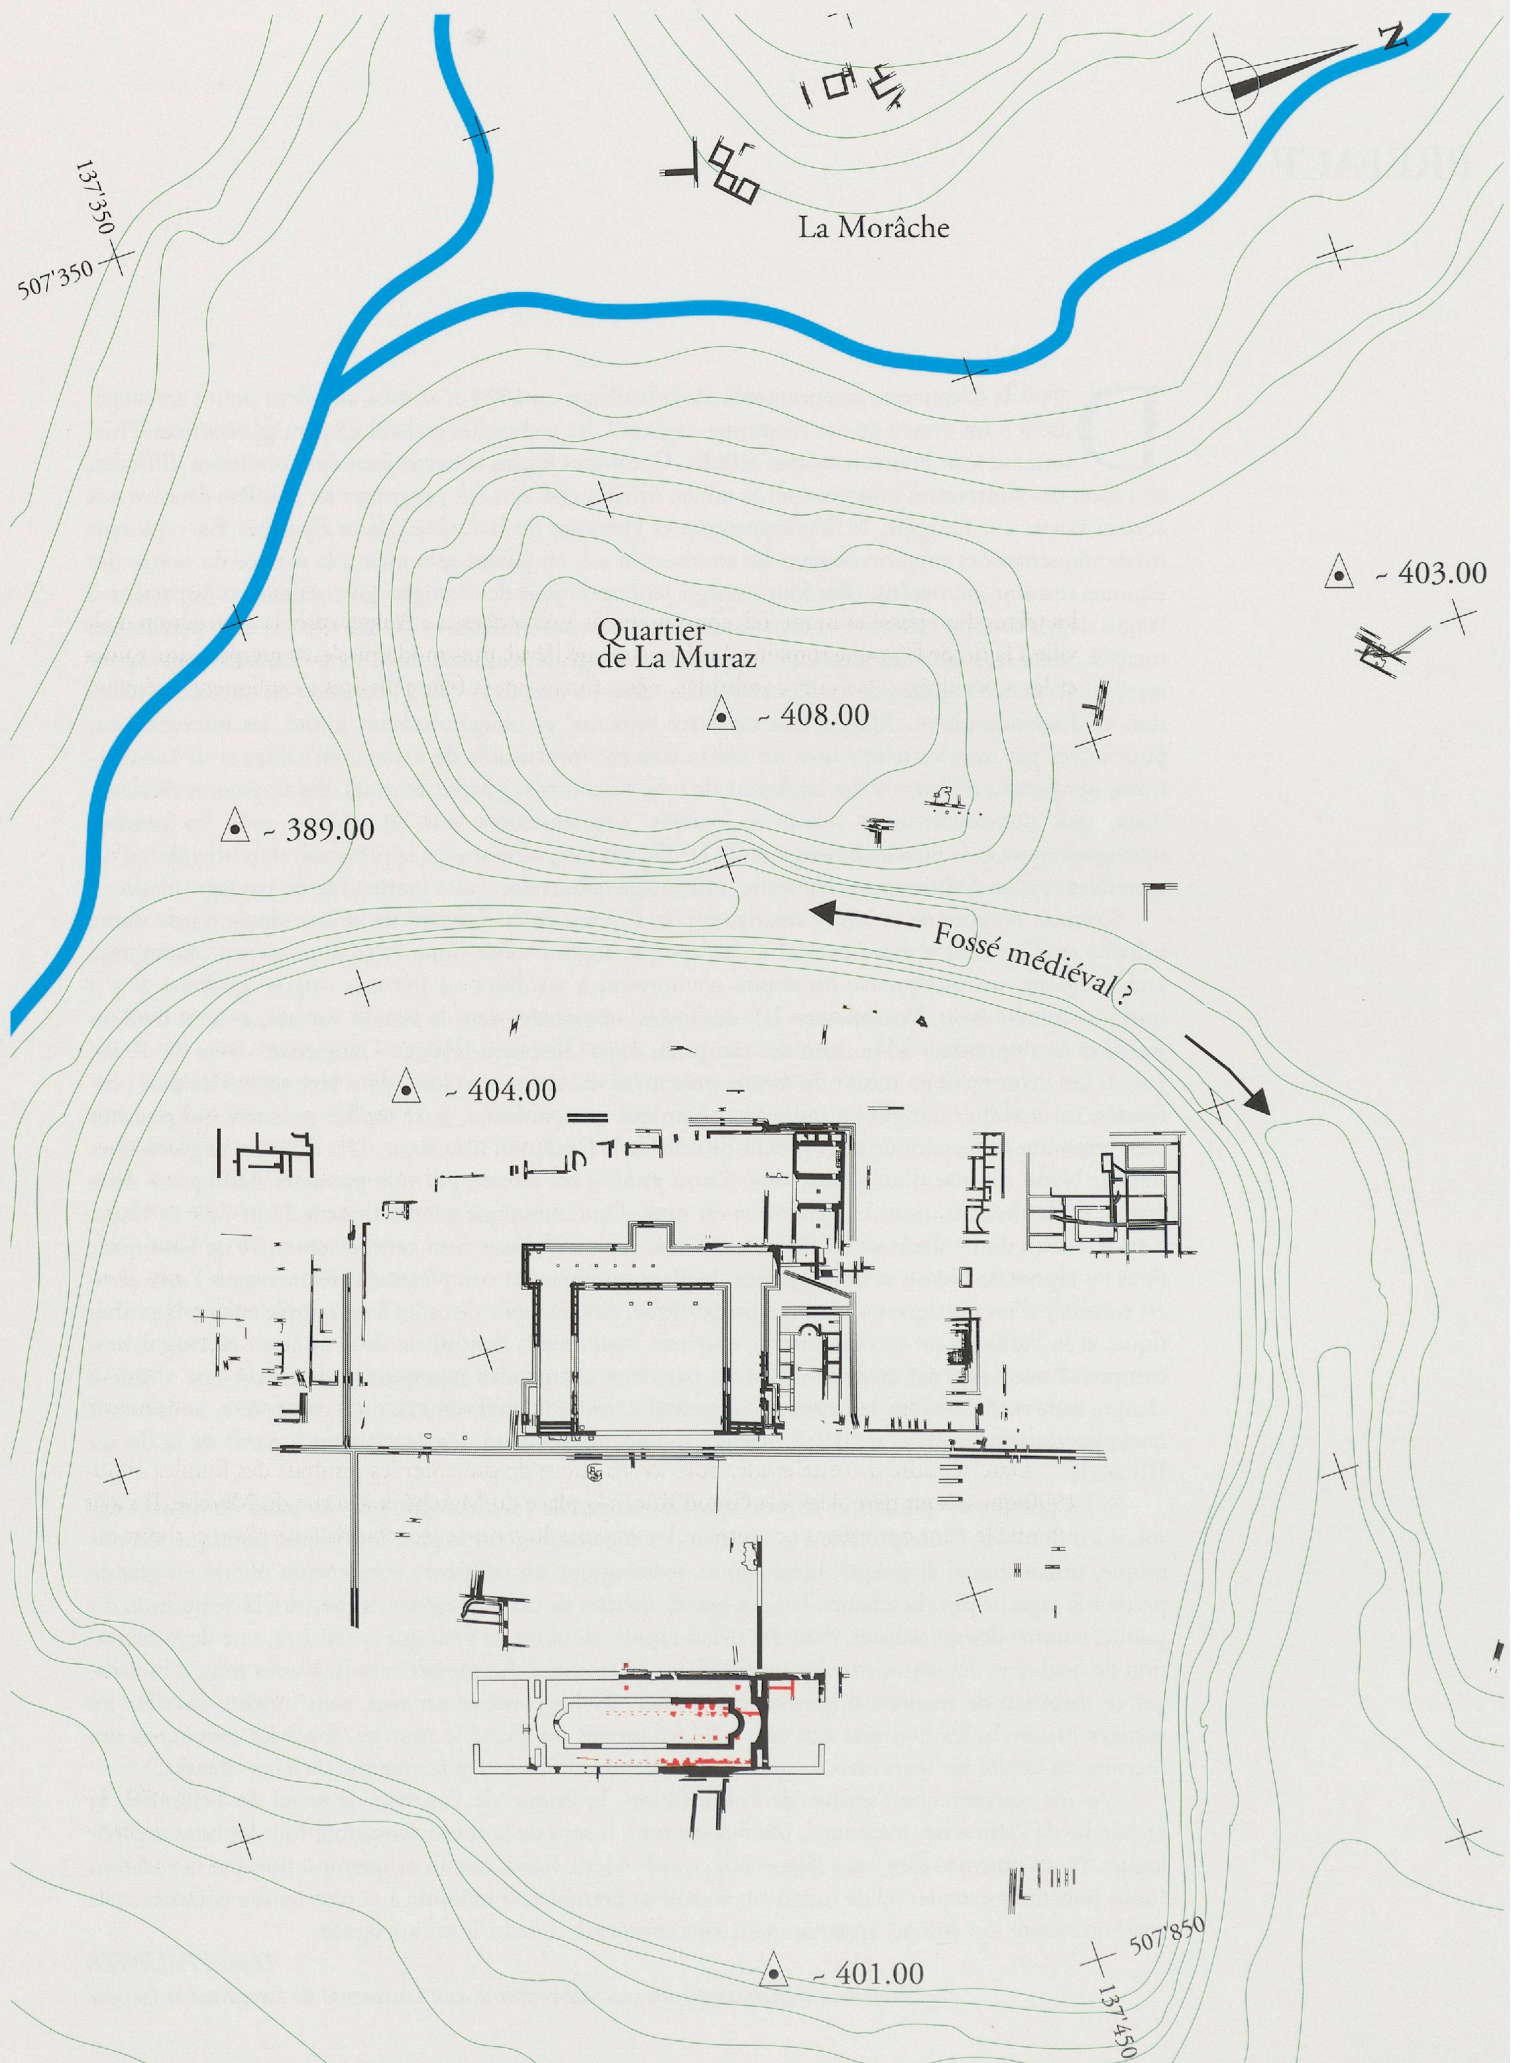 N
137'350
507'350
La Morâche
~ 403.00
Quartier
de La Muraz
~ 408.00
~ 389.00
Fossé médiéval ?
~ 404.00
507'850
~ 401.00
137'450